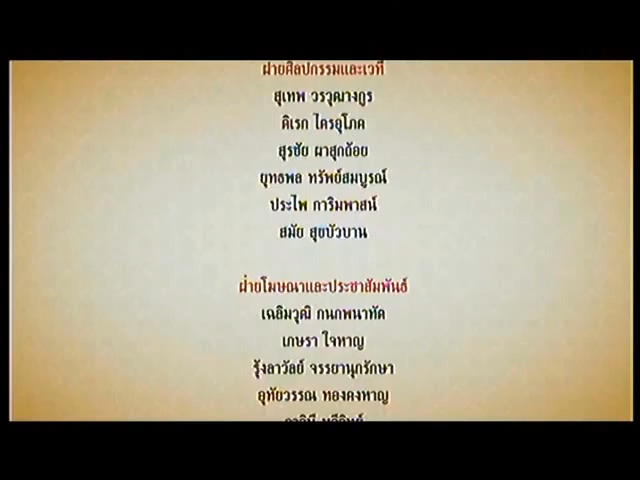 ฝ่ายศิลปกรรมและเวที
สุเทพ วรวุฒางกูร
ดิเรก ไครอุโภค
สุรชัย ผาสุกถ้อย
ยุทธพล ทรัพย์สมบูรณ์
ประไพ การิมพาสน์
สมัย สุขบัวบาน
ฝ่ายโฆษณาและประชาสัมพันธ์
เฉลิมวุฒิ กนกพนาทัด
เกษรา ใจหาญ
รุ้งลาวัลย์ จรรยานุกรักษา
อุทัยวรรณ ทองคงหาญ